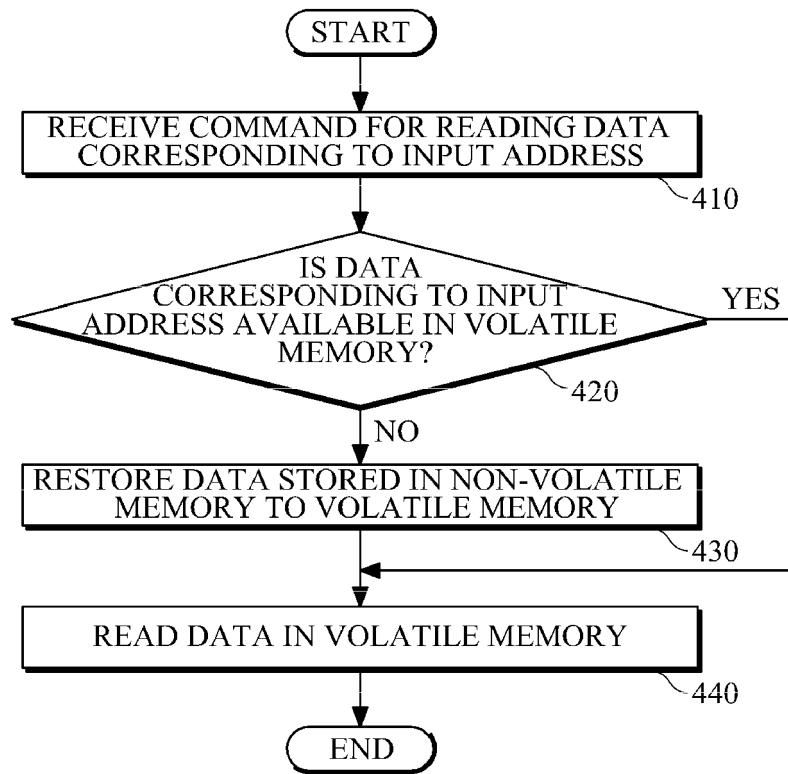 START
RECEIVE COMMAND FOR READING DATA
CORRESPONDING TO INPUT ADDRESS
410
IS DATA
CORRESPONDING TO INPUT
ADDRESS AVAILABLE IN VOLATILE
MEMORY?
YES
420
NO
RESTORE DATA STORED IN NON-VOLATILE
MEMORY TO VOLATILE MEMORY
430
READ DATA IN VOLATILE MEMORY
440
END